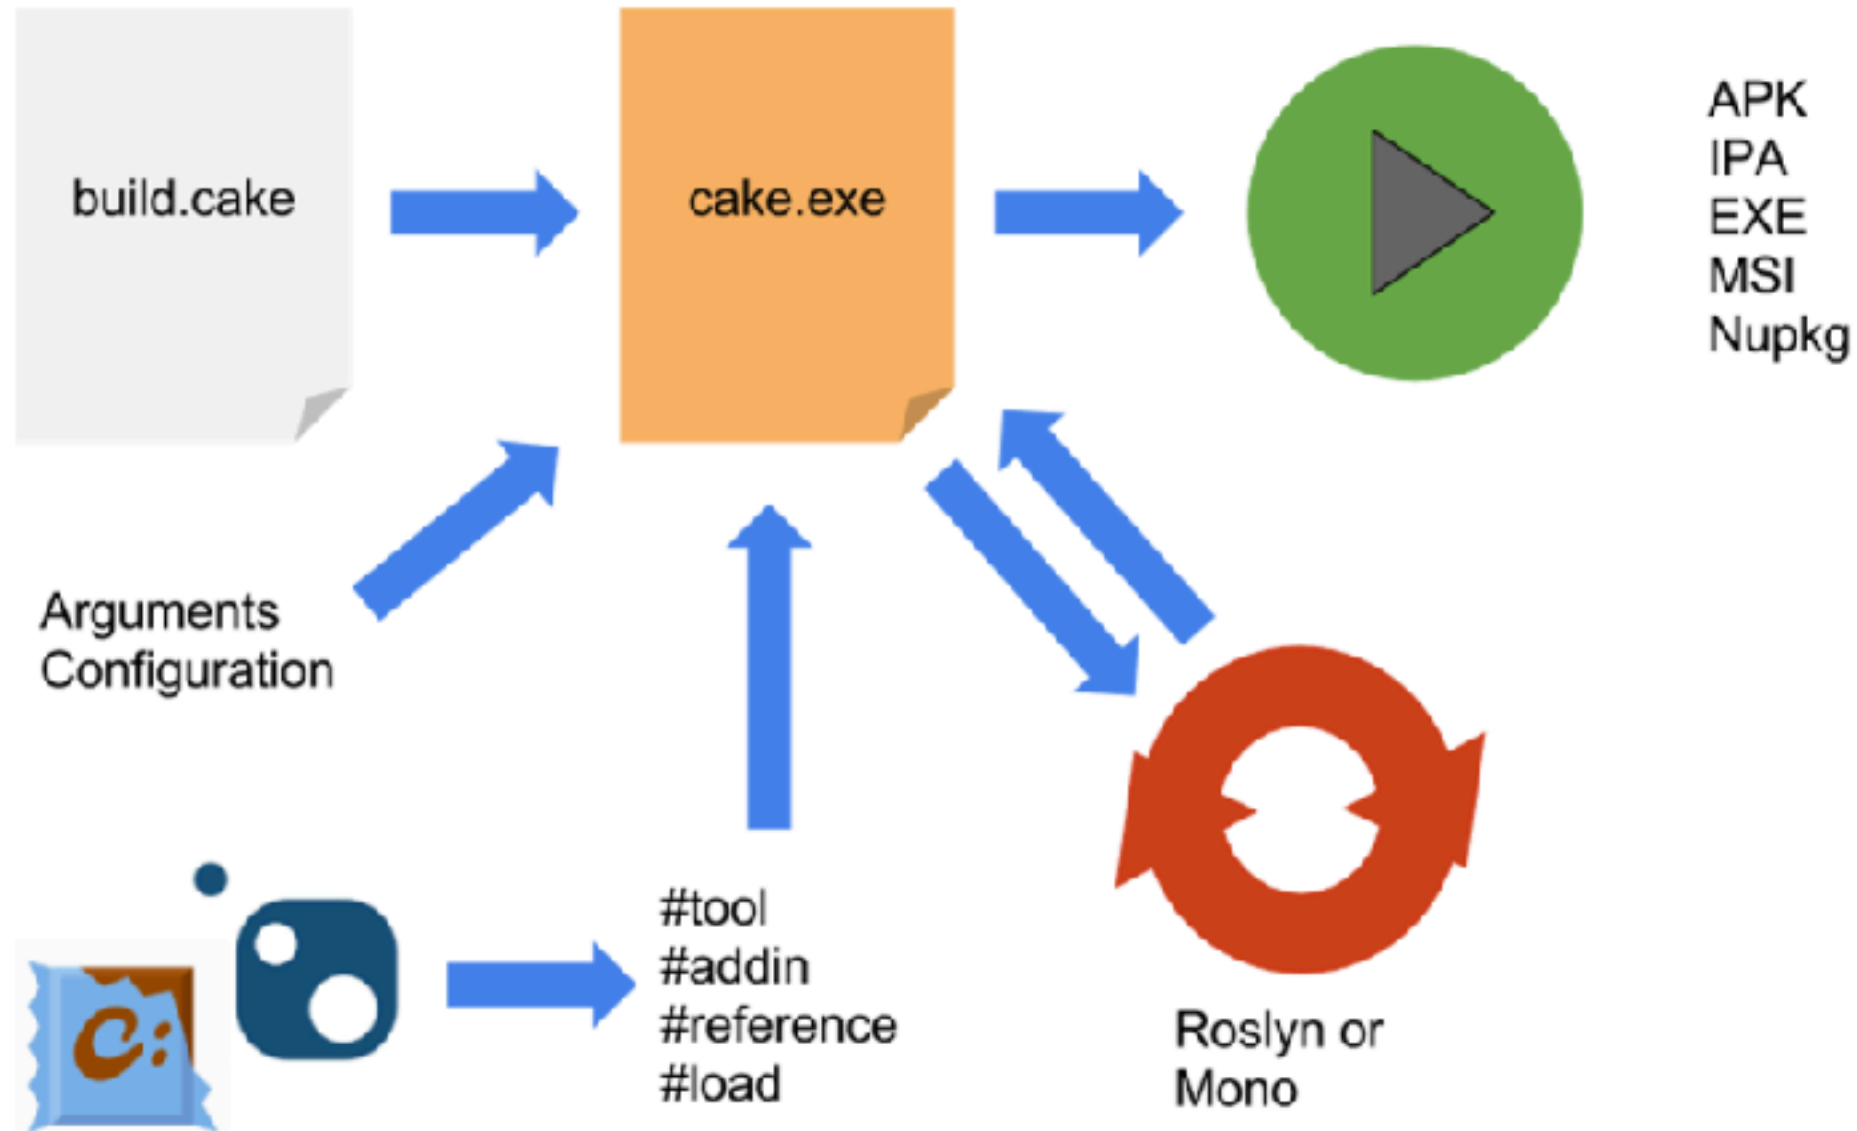 build.cake
cake.exe
APK
IPA
EXE
MSI
Nupkg
Arguments
Configuration
C:
#tool
#addin
#reference
#load
Roslyn or
Mono